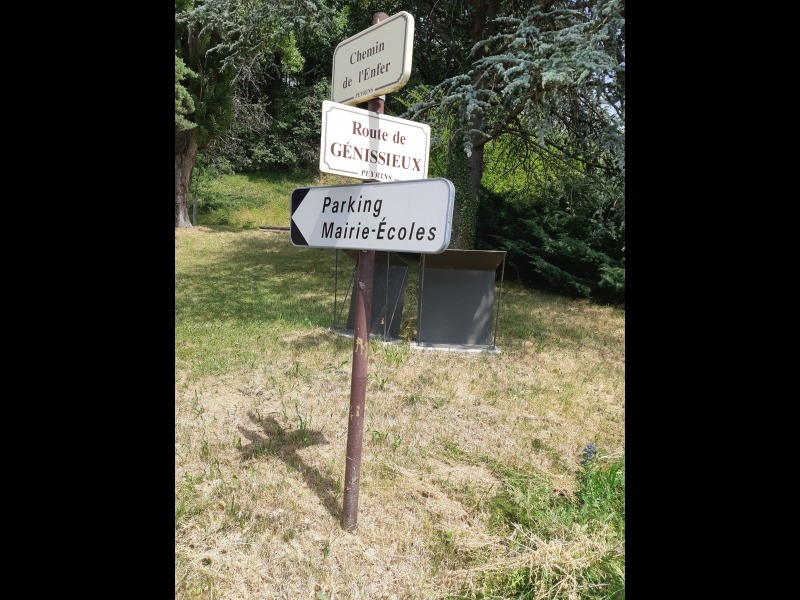 Chemin
de l'Enfer
PEYRINS
Route de
GÉNISSIEUX
PEYRINS
Parking
Mairie-Écoles